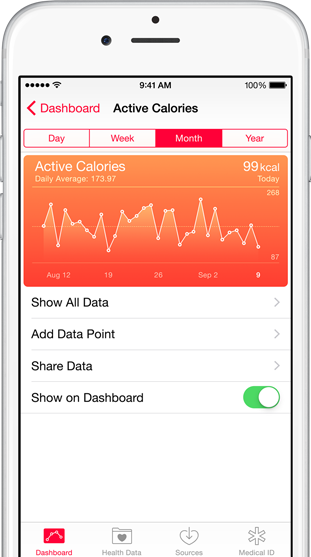 9:41 AM
100%
Dashboard
Active Calories
Day
Week
Month
Year
Active Calories
99 kcal
Daily Average: 173.97
Today
268
87
Aug 12
19
26
Sep 2
9
Show All Data
Add Data Point
Share Data
Show on Dashboard
Dashboard
Health Data
Sources
Medical ID